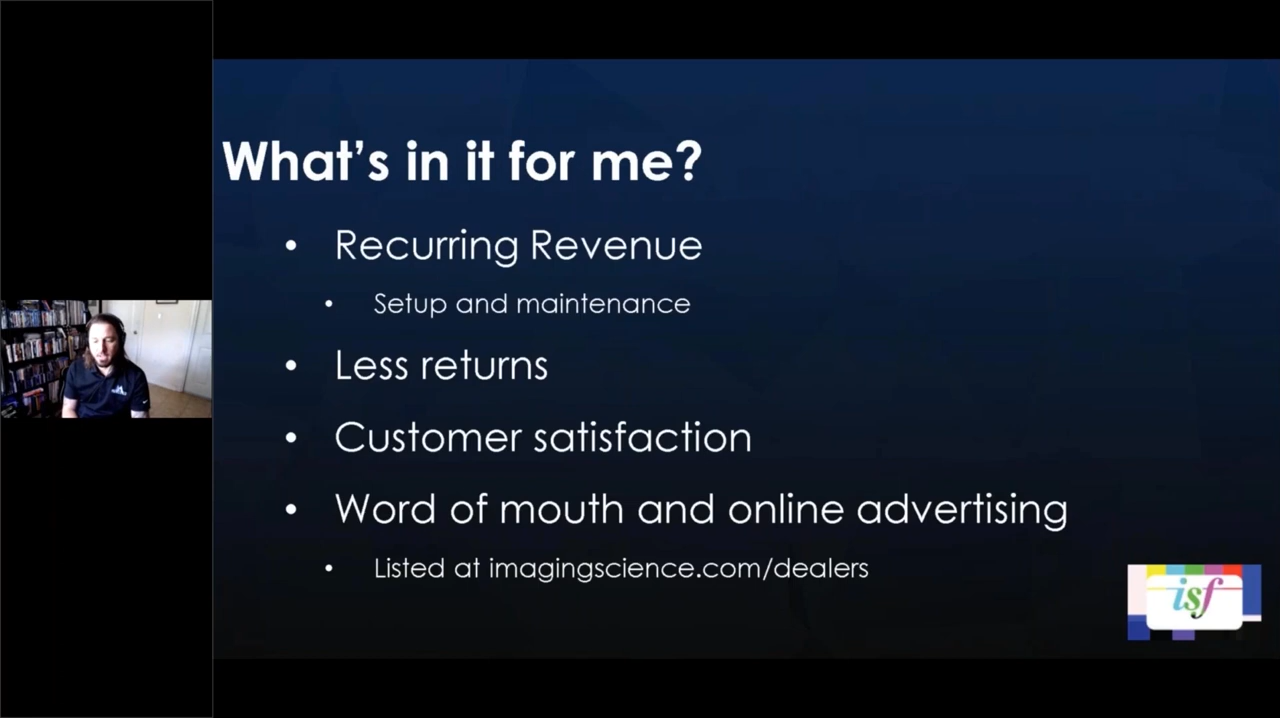 What's in it for me?
• Recurring Revenue
• Setup and maintenance
• Less returns
• Customer satisfaction
• Word of mouth and online advertising
• Listed at imagingscience.com/dealers
isf